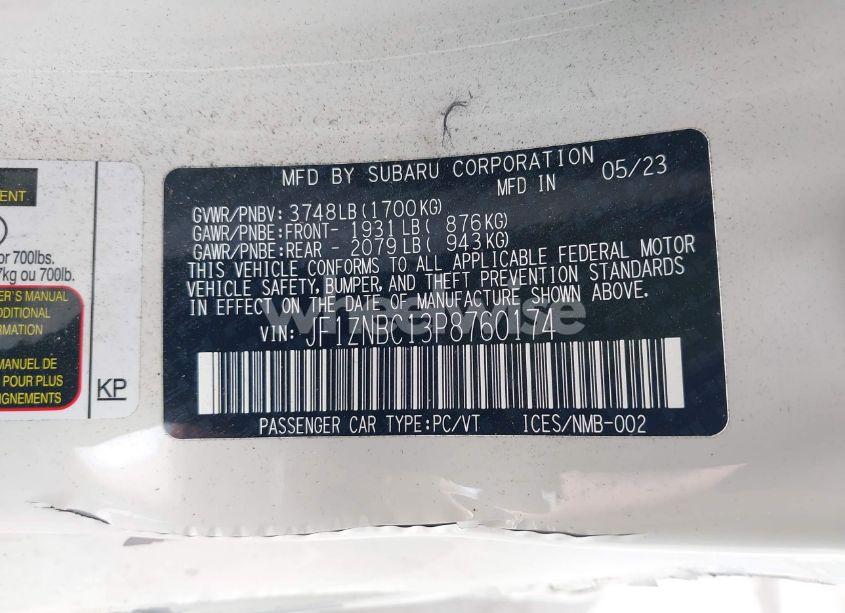 MFD BY SUBARU CORPORATION
MFD IN 05/23
GVWR/PNBV: 3748LB(1700KG)
GAWR/PNBE:FRONT- 1931LB( 876KG)
GAWR/PNBE:REAR - 2079LB( 943KG)
THIS VEHICLE CONFORMS TO ALL APPLICABLE FEDERAL MOTOR
VEHICLE SAFETY, BUMPER, AND THEFT PREVENTION STANDARDS
IN EFFECT ON THE DATE OF MANUFACTURE SHOWN ABOVE.
VIN: JF1ZNBC13P8760174
PASSENGER CAR TYPE:PC/VT ICES/NMB-002
ENT
or 700lbs.
7kg ou 700lb.
ER'S MANUAL
DDITIONAL
ORMATION
MANUEL DE
POUR PLUS
IGNEMENTS
KP